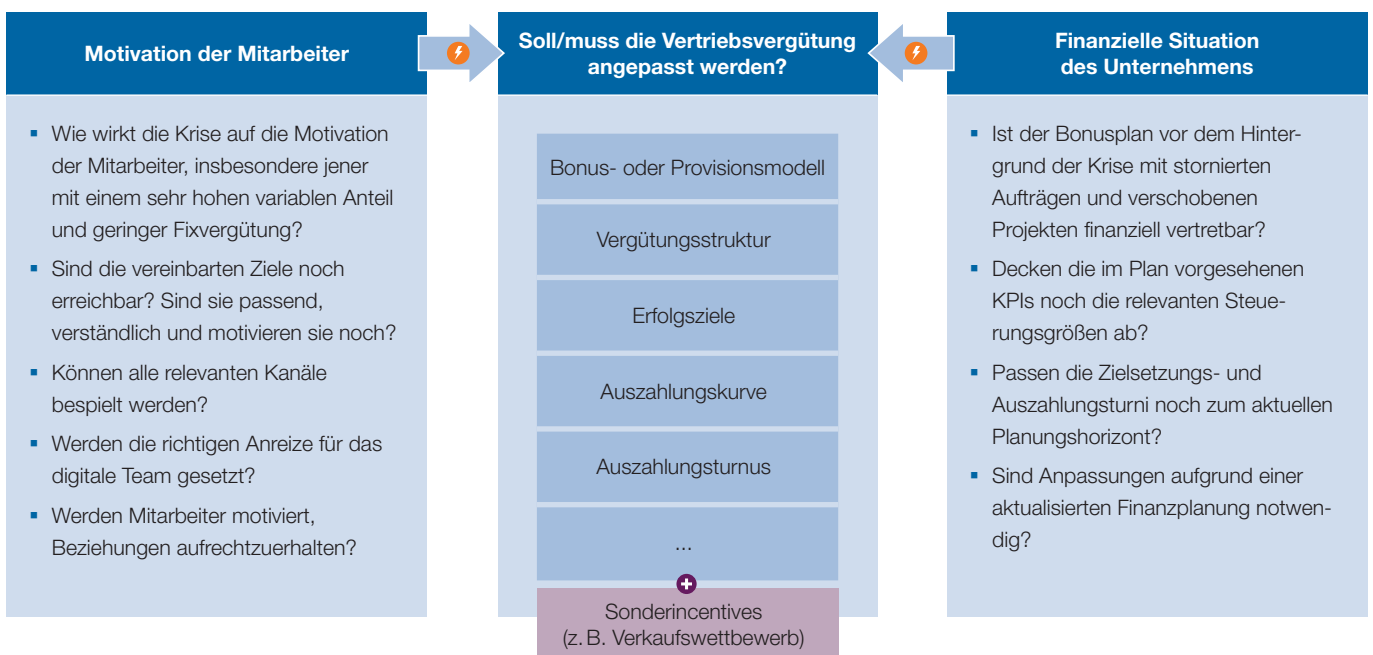 Motivation der Mitarbeiter
Wie wirkt die Krise auf die Motivation
der Mitarbeiter, insbesondere jener
mit einem sehr hohen variablen Anteil
und geringer Fixvergütung?
Sind die vereinbarten Ziele noch
erreichbar? Sind sie passend,
verständlich und motivieren sie noch?
Können alle relevanten Kanäle
bespielt werden?
Werden die richtigen Anreize für das
digitale Team gesetzt?
Werden Mitarbeiter motiviert,
Beziehungen aufrechtzuerhalten?
Soll/muss die Vertriebsvergütung
angepasst werden?
Bonus- oder Provisionsmodell
Vergütungsstruktur
Erfolgsziele
Auszahlungskurve
Auszahlungsturnus
...
Sonderincentives
(z. B. Verkaufswettbewerb)
Finanzielle Situation
des Unternehmens
Ist der Bonusplan vor dem Hinter-
grund der Krise mit stornierten
Aufträgen und verschobenen
Projekten finanziell vertretbar?
Decken die im Plan vorgesehenen
KPIs noch die relevanten Steue-
rungsgrößen ab?
Passen die Zielsetzungs- und
Auszahlungsturni noch zum aktuellen
Planungshorizont?
Sind Anpassungen aufgrund einer
aktualisierten Finanzplanung notwen-
dig?